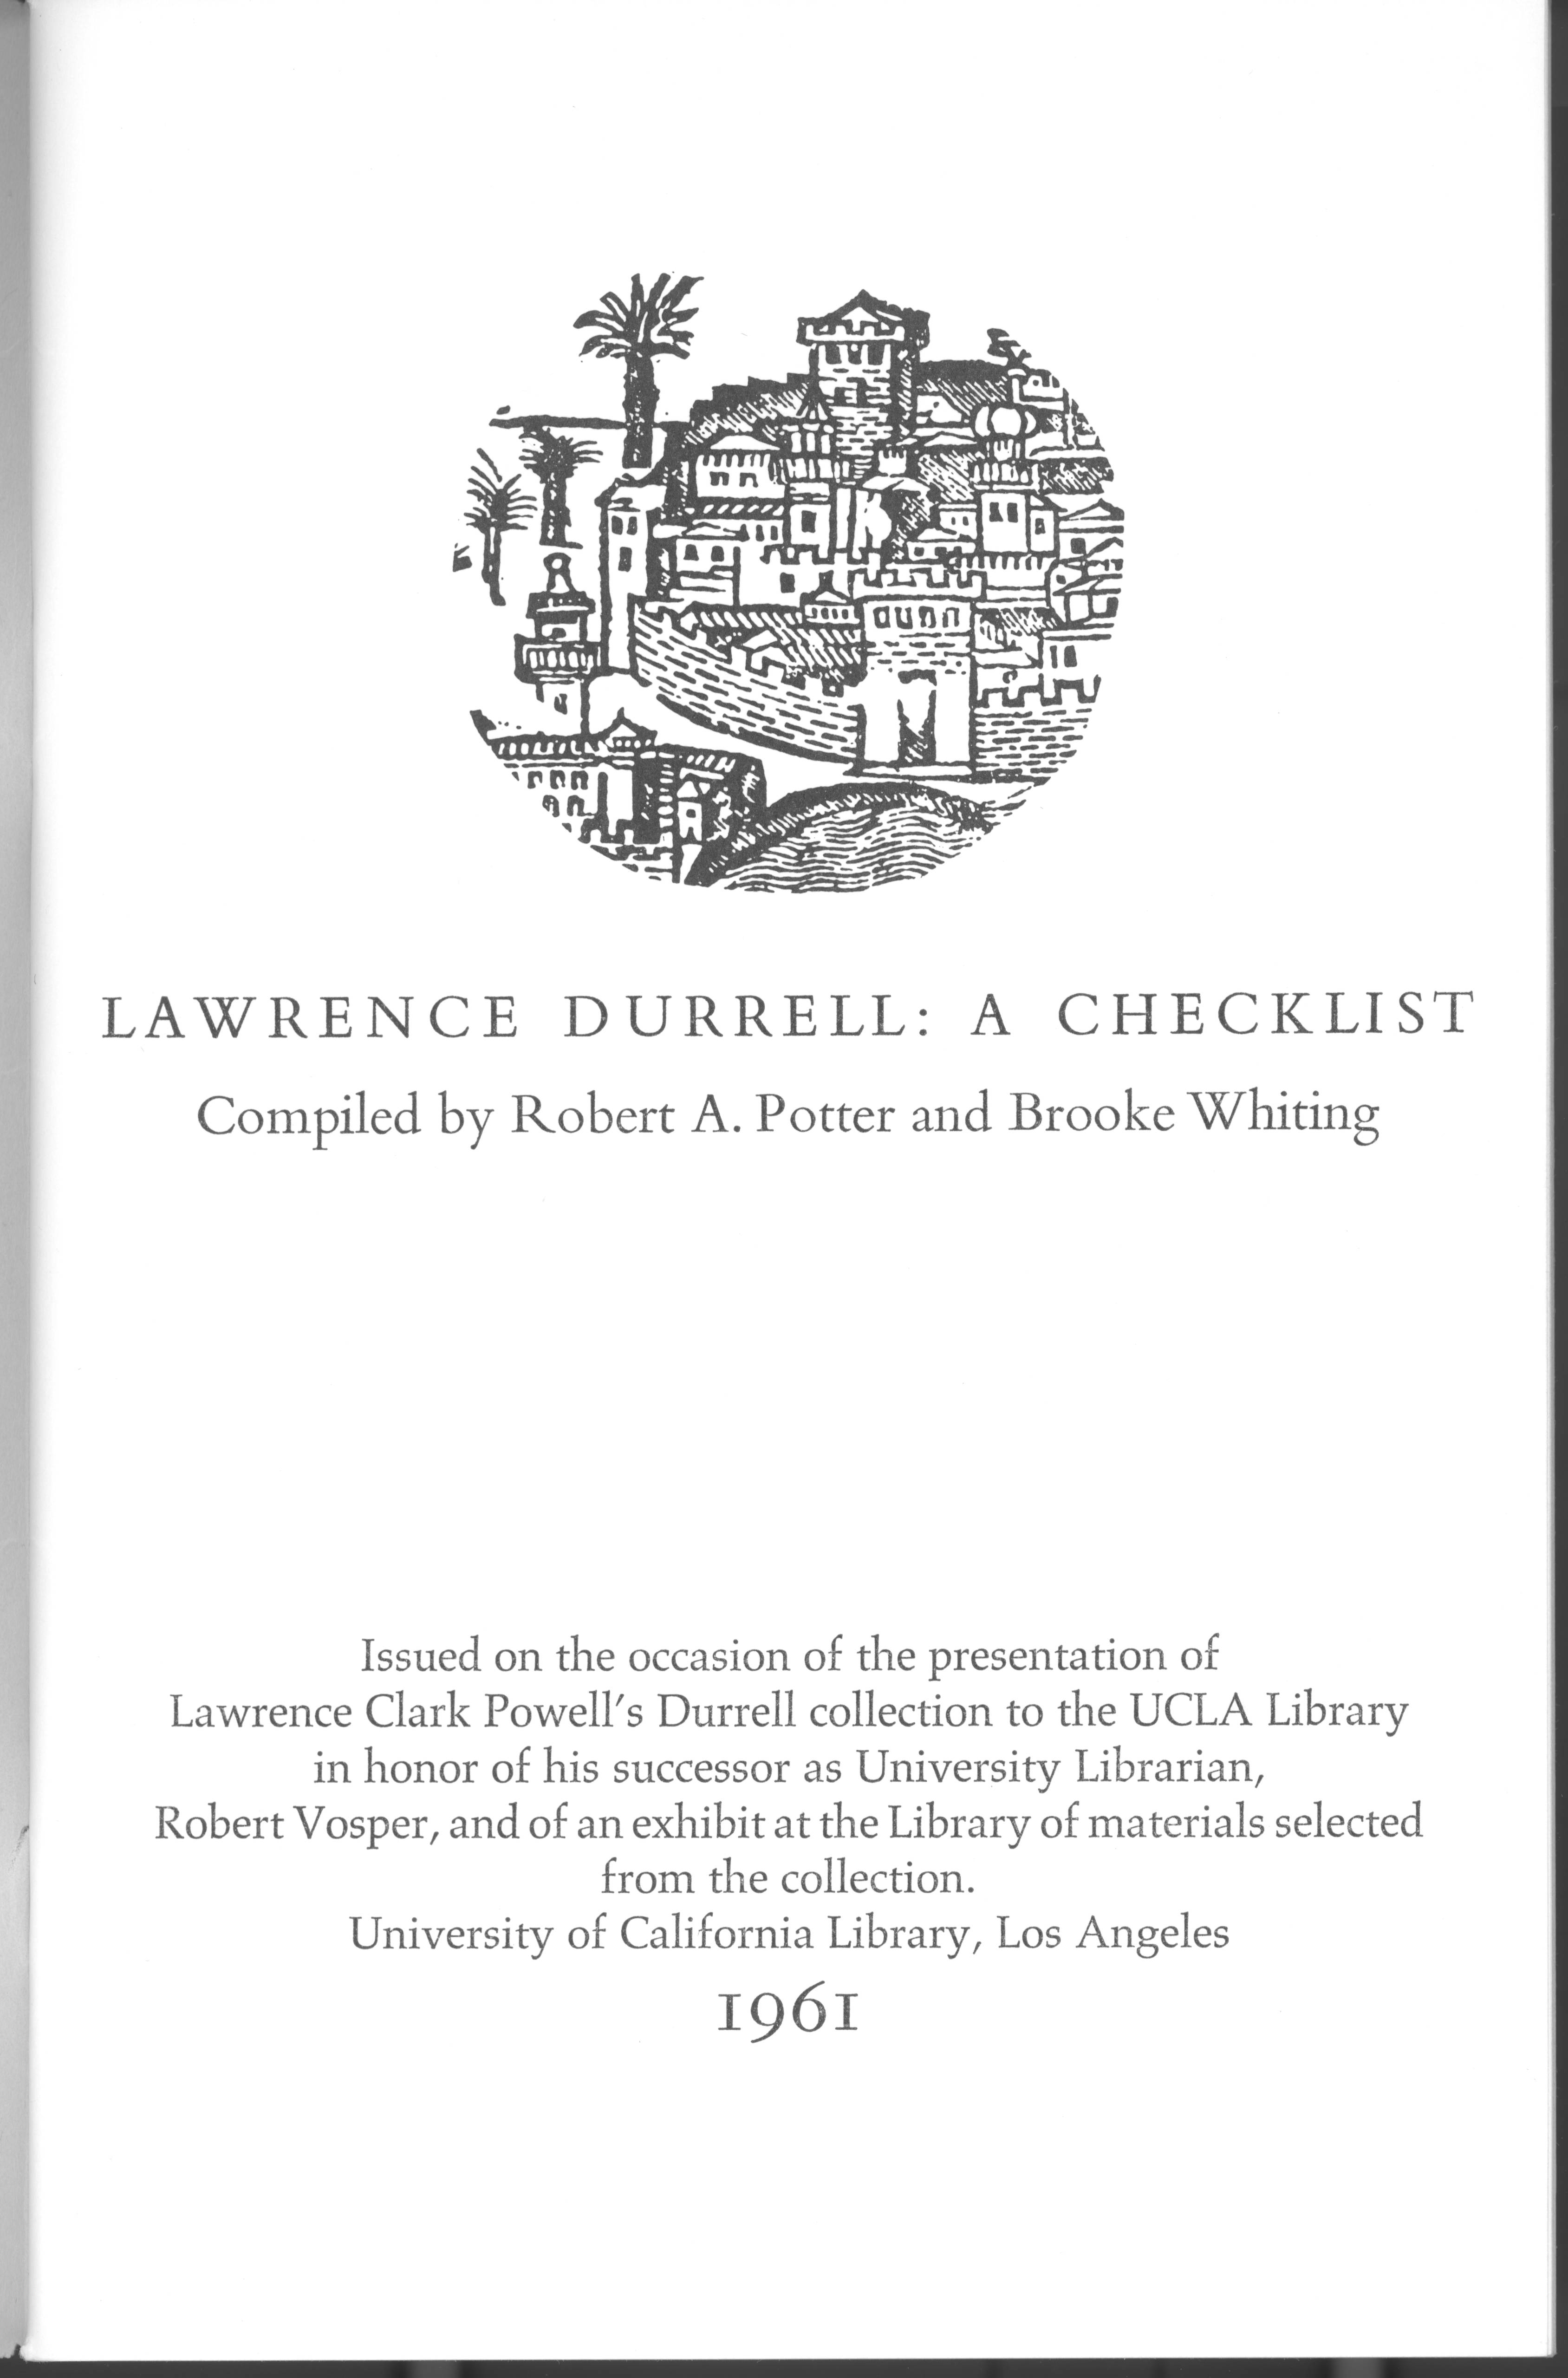 LAWRENCE DURRELL: A CHECKLIST
Compiled by Robert A. Potter and Brooke Whiting
Issued on the occasion of the presentation of
Lawrence Clark Powell's Durrell collection to the UCLA Library
in honor of his successor as University Librarian,
Robert Vosper, and of an exhibit at the Library of materials selected
from the collection.
University of California Library, Los Angeles
1961